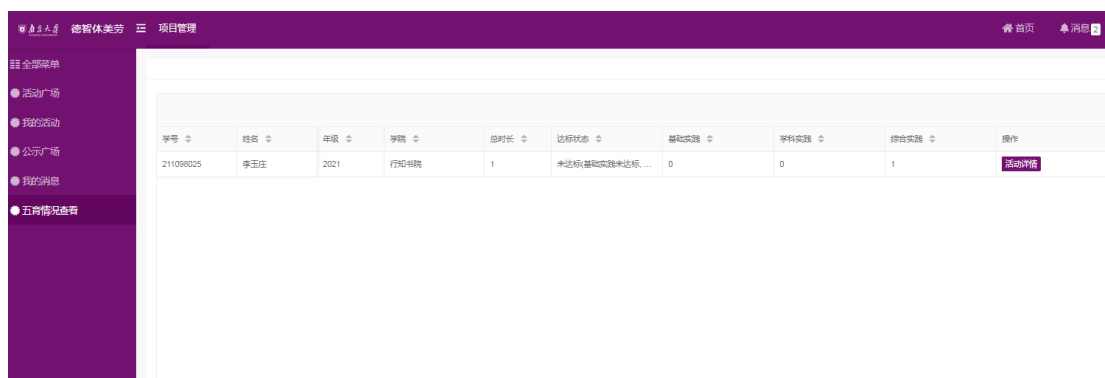 南京大学 德智体美劳 项目管理 首页 消息 2
全部菜单
活动广场
我的活动
公示广场
我的消息
五育情况查看
学号 姓名 年级 学院 总时长 达标状态 基础实践 学科实践 综合实践 操作
211098025 李玉庄 2021 行知书院 1 未达标(基础实践未达标, ... 0 0 1 活动详情